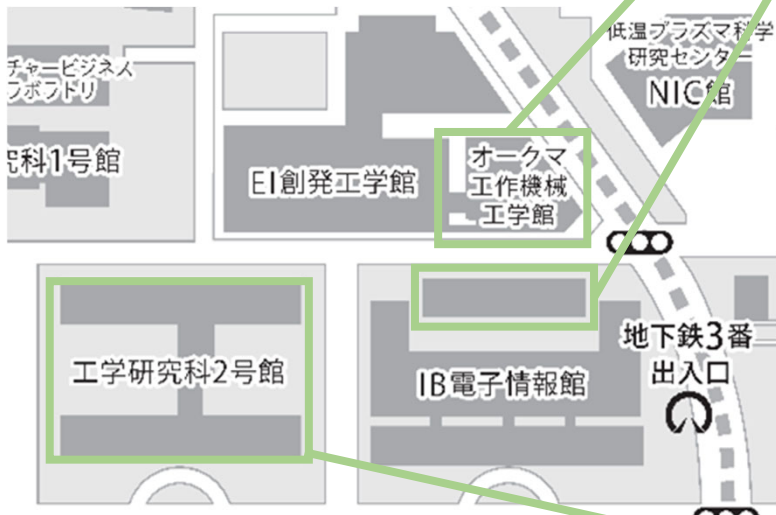 低温プラズマ科学
研究センター
NIC館
チャービジネス
ラボラトリ
科1号館
EI創発工学館
オークマ
工作機械
工学館
工学研究科2号館
IB電子情報館
地下鉄3番
出入口